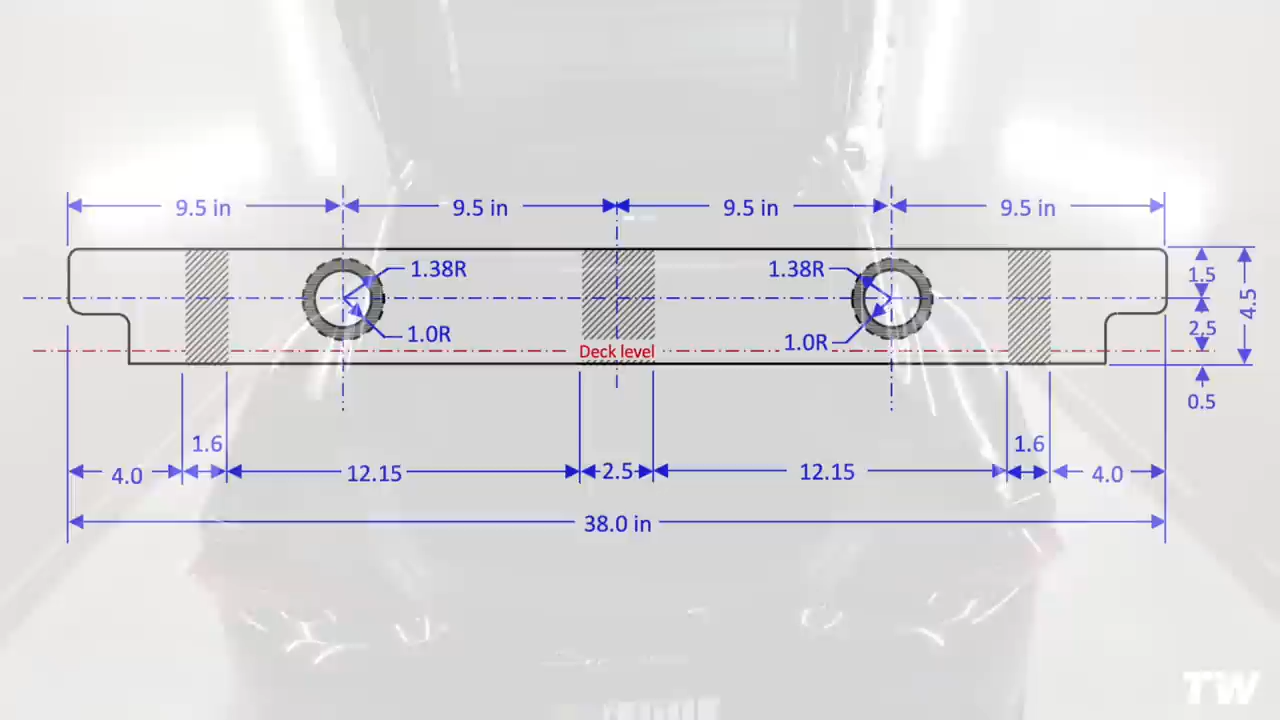 9.5 in 9.5 in 9.5 in 9.5 in
1.38R 1.38R
1.5
4.5
2.5
1.0R 1.0R
Deck level
0.5
1.6 1.6
4.0 12.15 2.5 12.15 4.0
38.0 in
TW